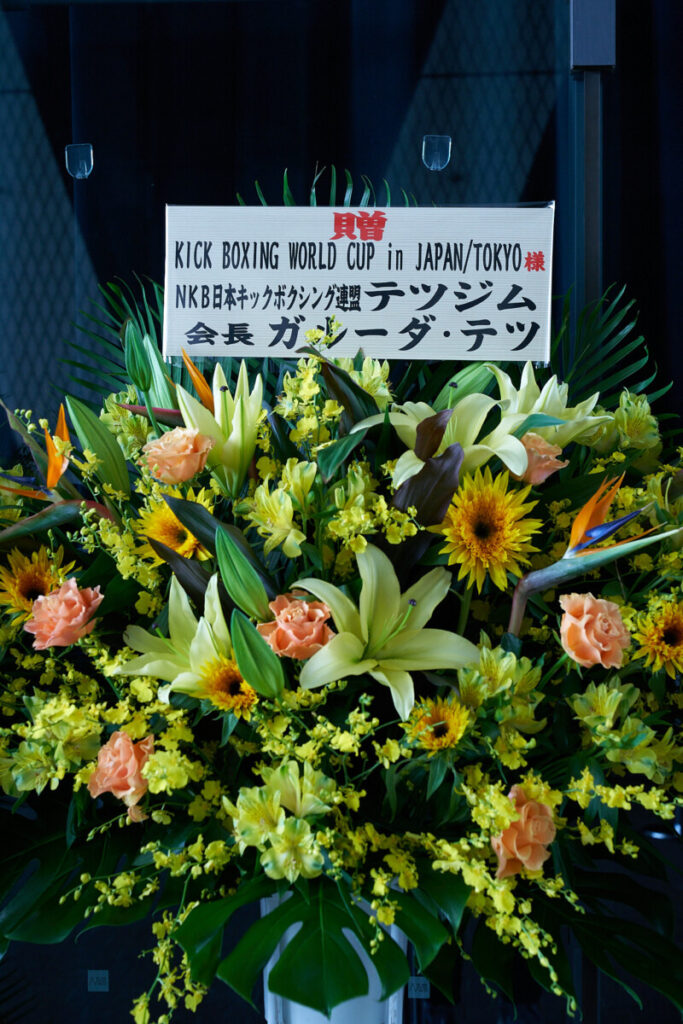 贈
KICK BOXING WORLD CUP in JAPAN/TOKYO様
NKB日本キックボクシング連盟 テツジム
会長 ガルーダ・テツ